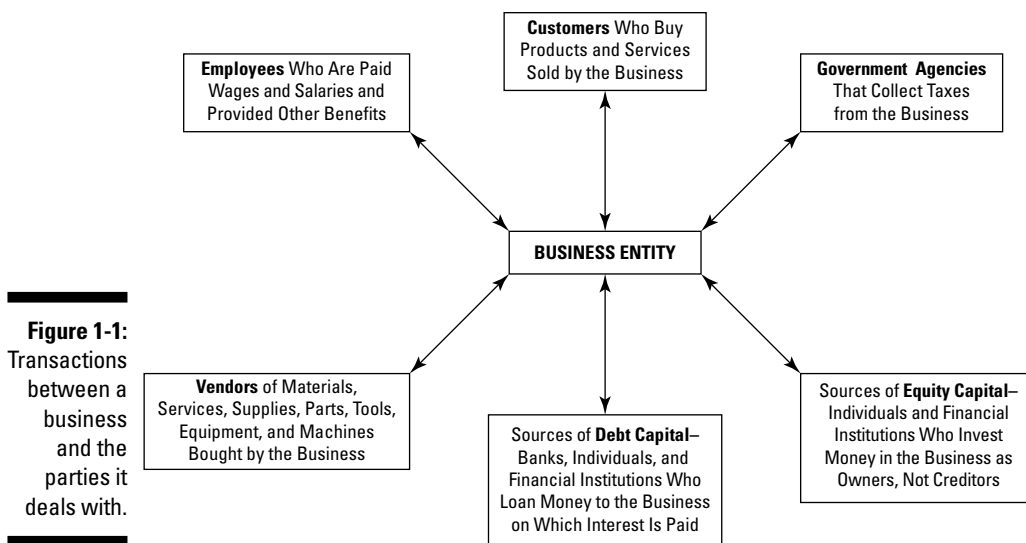 Customers Who Buy
Products and Services
Sold by the Business
Employees Who Are Paid
Wages and Salaries and
Provided Other Benefits
Government Agencies
That Collect Taxes
from the Business
BUSINESS ENTITY
Figure 1-1:
Transactions
between a
business
and the
parties it
deals with.
Vendors of Materials,
Services, Supplies, Parts, Tools,
Equipment, and Machines
Bought by the Business
Sources of Debt Capital–
Banks, Individuals, and
Financial Institutions Who
Loan Money to the Business
on Which Interest Is Paid
Sources of Equity Capital–
Individuals and Financial
Institutions Who Invest
Money in the Business as
Owners, Not Creditors